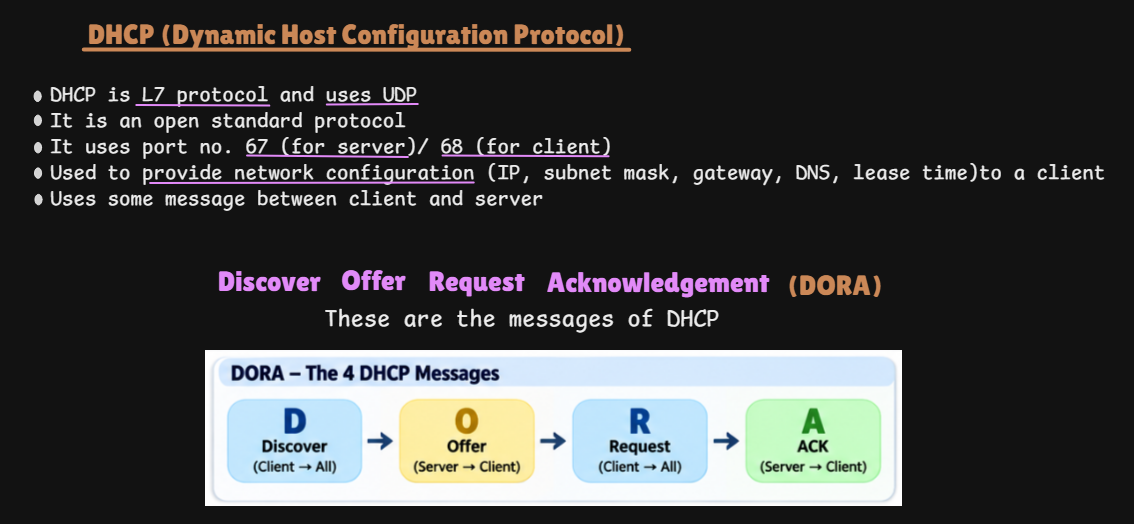 DHCP (Dynamic Host Configuration Protocol)
• DHCP is L7 protocol and uses UDP
• It is an open standard protocol
• It uses port no. 67 (for server)/ 68 (for client)
• Used to provide network configuration (IP, subnet mask, gateway, DNS, lease time)to a client
• Uses some message between client and server
Discover Offer Request Acknowledgement (DORA)
These are the messages of DHCP
DORA – The 4 DHCP Messages
D O R A
Discover Offer Request ACK
(Client → All) (Server → Client) (Client → All) (Server → Client)